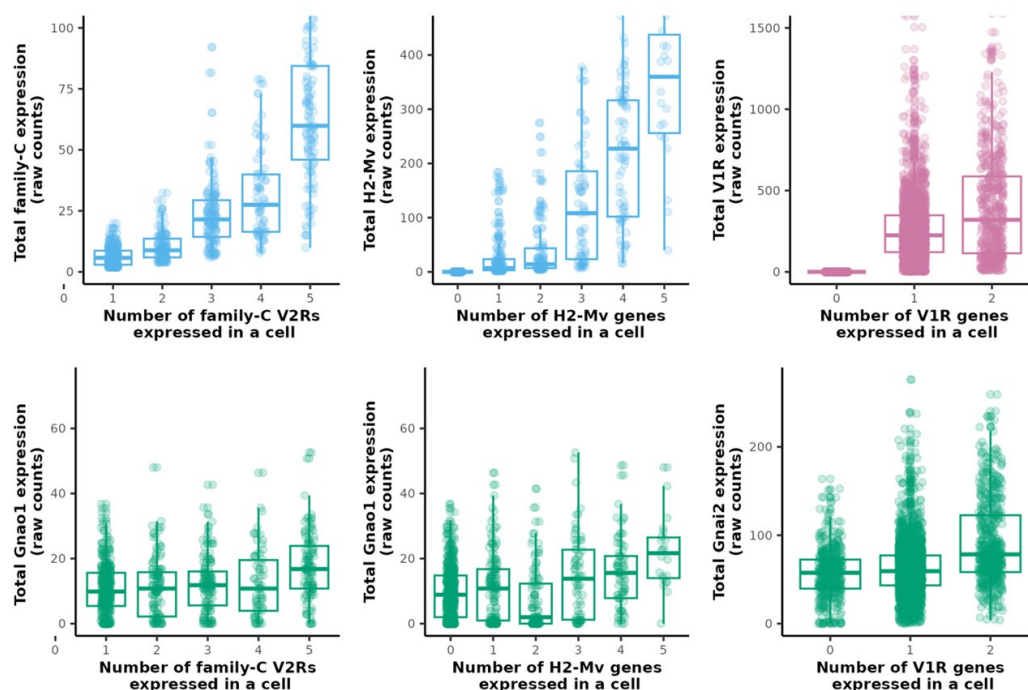 Total family-C expression
(raw counts)
100
75
50
25
0
0
1 2 3 4 5
Number of family-C V2Rs
expressed in a cell
Total H2-Mv expression
(raw counts)
400
300
200
100
0
0 1 2 3 4 5
Number of H2-Mv genes
expressed in a cell
Total V1R expression
(raw counts)
1500
1000
500
0
0 1 2
Number of V1R genes
expressed in a cell
Total Gnao1 expression
(raw counts)
60
40
20
0
0
1 2 3 4 5
Number of family-C V2Rs
expressed in a cell
Total Gnao1 expression
(raw counts)
60
40
20
0
0 1 2 3 4 5
Number of H2-Mv genes
expressed in a cell
Total Gnai2 expression
(raw counts)
200
100
0
0 1 2
Number of V1R genes
expressed in a cell